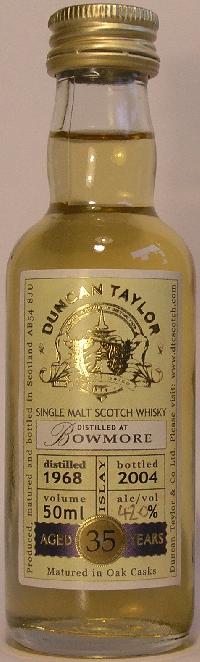 DUNCAN TAYLOR
SINGLE MALT SCOTCH WHISKY
DISTILLED AT
BOWMORE
distilled
1968
ISLAY
bottled
2004
volume
50ml
alc/vol
42.0%
AGED 35 YEARS
Matured in Oak Casks
Produced, matured and bottled in Scotland AB54 8JU
Duncan Taylor & Co Ltd. Please visit: www.dtcscotch.com